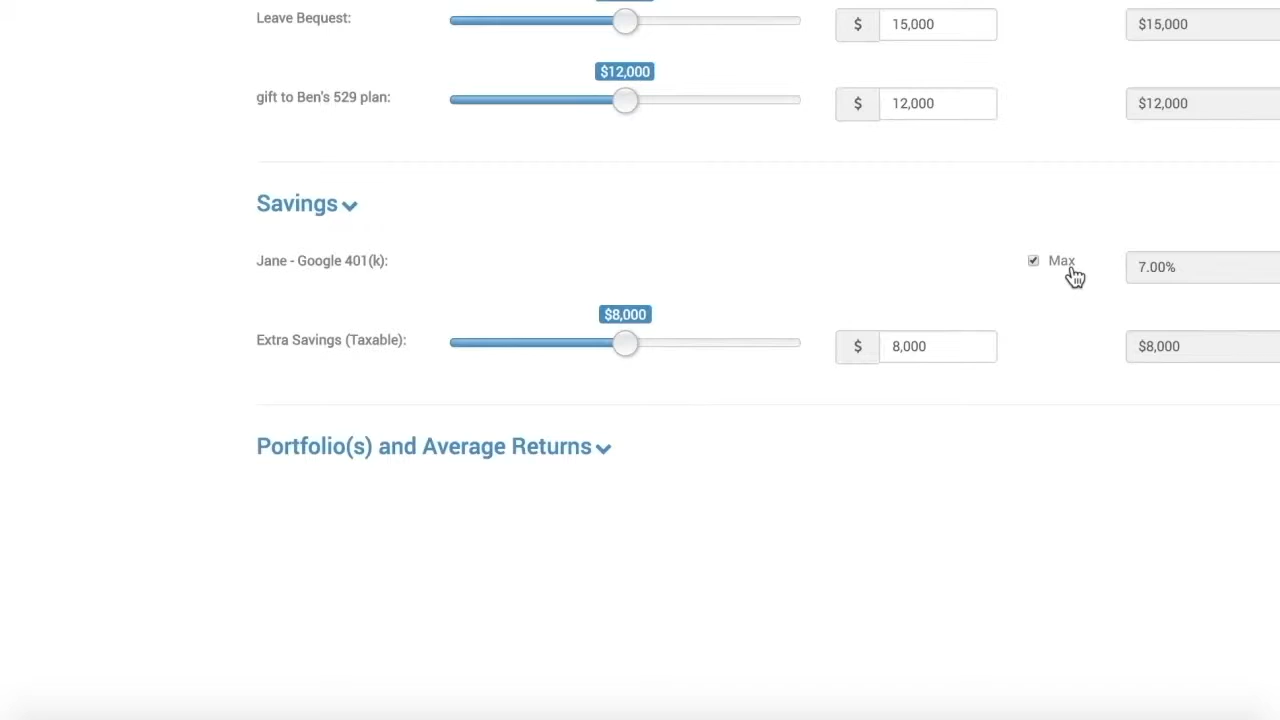 Leave Bequest:
$ 15,000
$15,000
$12,000
gift to Ben's 529 plan:
$ 12,000
$12,000
Savings
Jane - Google 401(k):
Max
7.00%
$8,000
Extra Savings (Taxable):
$ 8,000
$8,000
Portfolio(s) and Average Returns